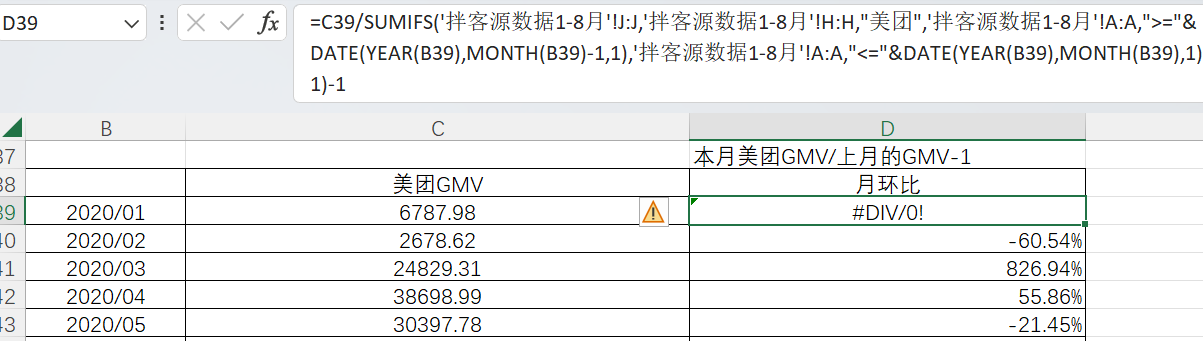 D39
=C39/SUMIFS('拌客源数据1-8月'!J:J,'拌客源数据1-8月'!H:H,"美团",'拌客源数据1-8月'!A:A,">="&
DATE(YEAR(B39),MONTH(B39)-1,1),'拌客源数据1-8月'!A:A,"<="&DATE(YEAR(B39),MONTH(B39),1)
1)-1
B C D
37 本月美团GMV/上月的GMV-1
38 美团GMV 月环比
39 2020/01 6787.98 #DIV/0!
40 2020/02 2678.62 -60.54%
41 2020/03 24829.31 826.94%
42 2020/04 38698.99 55.86%
43 2020/05 30397.78 -21.45%